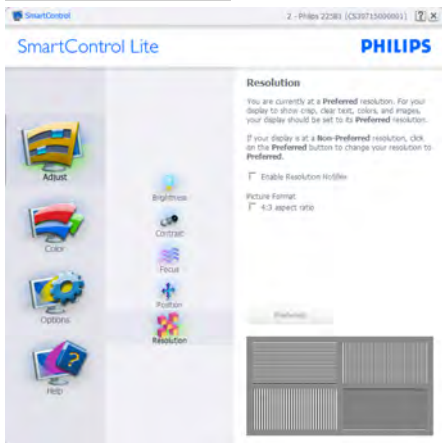 SmartControl
2 - Philips 225B1 (CS39715000001)
SmartControl Lite
PHILIPS
Resolution
You are currently at a Preferred resolution. For your
display to show crisp, clear text, colors, and images,
your display should be set to its Preferred resolution.
If your display is at a Non-Preferred resolution, click
on the Preferred button to change your resolution to
Preferred.
Enable Resolution Notifier
Picture Format
4:3 aspect ratio
Preferred
Adjust
Color
Options
Help
Brightness
Contrast
Focus
Position
Resolution